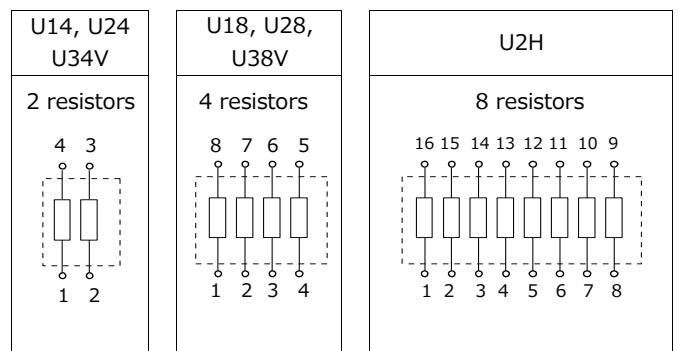 U14, U24
U34V
2 resistors
4 3
1 2
U18, U28,
U38V
4 resistors
8 7 6 5
1 2 3 4
U2H
8 resistors
16 15 14 13 12 11 10 9
1 2 3 4 5 6 7 8